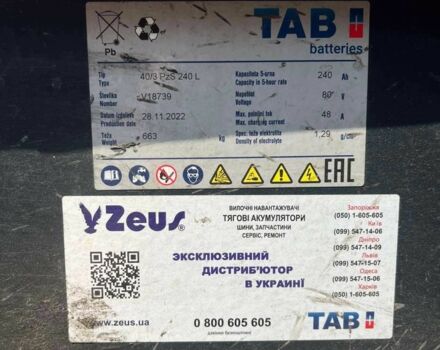 Pb
TAB
batteries
Tip
Type
40/3 PzS 240 L
Kapaciteta 5-urna
Capacity in 5-hour rate
240
Ah
Številka
Number
V18739
Napetost
Voltage
80
V
Datum izdelave
Production date
28.11.2022
Max. polnilni tok
Max. charging current
48
A
Teža
Weight
663
kg
Spec. teža elektrolita
Density of electrolyte
1,29
EAC
Zeus®
ВИЛОЧНІ НАВАНТАЖУВАЧІ
ТЯГОВІ АКУМУЛЯТОРИ
ШИНИ, ЗАПЧАСТИНИ
СЕРВІС, РЕМОНТ
ЭКСКЛЮЗИВНИЙ
ДИСТРИБ'ЮТОР
В УКРАИНІ
Запоріжжя
(050) 1-605-605
Київ
(099) 547-14-06
Дніпро
(099) 547-14-09
Львів
(099) 547-15-07
Одеса
(099) 547-15-06
Харків
(050) 1-605-605
www.zeus.ua
0 800 605 605
TAB